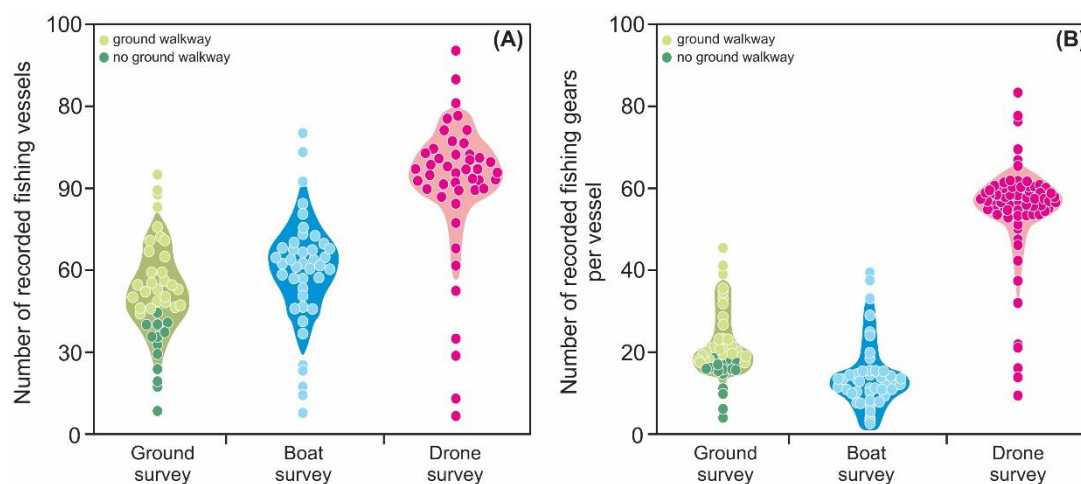 100
80
90
60
30
0
Number of recorded fishing vessels
ground walkway
no ground walkway
(A)
Ground
survey
Boat
survey
Drone
survey
100
80
60
40
20
0
Number of recorded fishing gears
per vessel
ground walkway
no ground walkway
(B)
Ground
survey
Boat
survey
Drone
survey